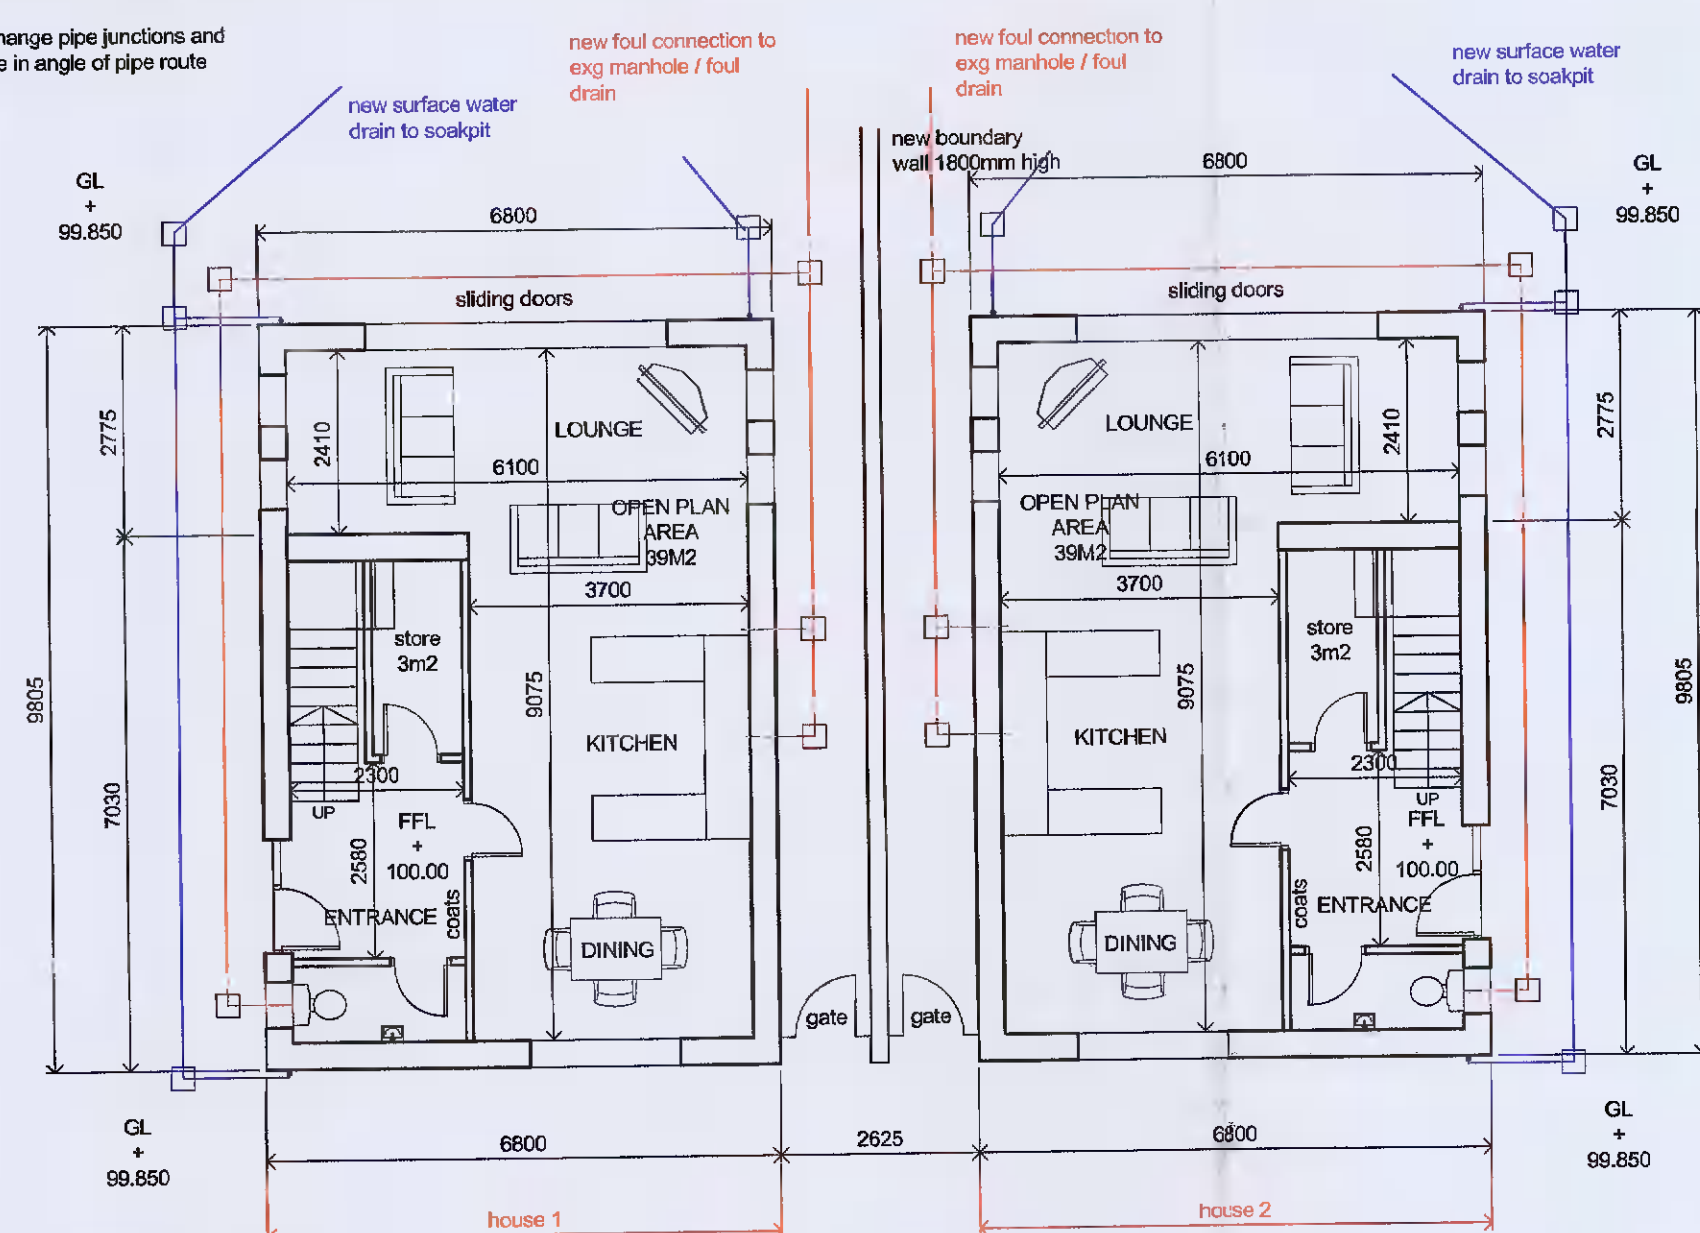 hange pipe junctions and
e in angle of pipe route
new surface water
drain to soakpit
new foul connection to
exg manhole / foul
drain
new foul connection to
exg manhole / foul
drain
new surface water
drain to soakpit
new boundary
wall 1800mm high
GL
+
99.850
6800
6800
GL
+
99.850
sliding doors
sliding doors
2775
2410
LOUNGE
6100
OPEN PLAN
AREA
39M2
3700
store
3m2
9805
7030
9075
KITCHEN
2300
UP
FFL
+
100.00
2580
ENTRANCE
coats
DINING
gate
gate
LOUNGE
6100
2410
2775
OPEN PLAN
AREA
39M2
3700
store
3m2
9075
KITCHEN
2300
UP
FFL
+
100.00
2580
ENTRANCE
coats
DINING
7030
9805
GL
+
99.850
6800
2625
6800
GL
+
99.850
house 1
house 2